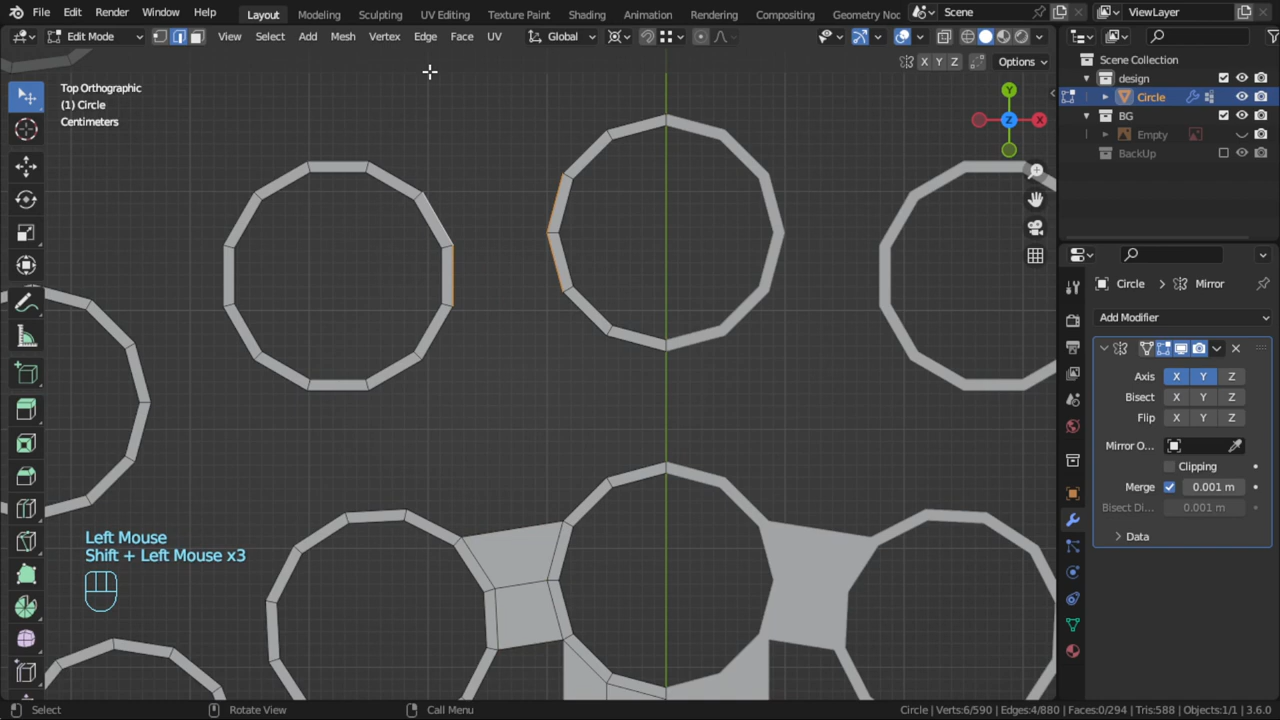 File Edit Render Window Help Layout Modeling Sculpting UV Editing Texture Paint Shading Animation Rendering Compositing Geometry Noc Scene ViewLayer
Edit Mode View Select Add Mesh Vertex Edge Face UV Global
X Y Z Options
Top Orthographic
(1) Circle
Centimeters
Y
Z
X
Scene Collection
design
Circle
BG
Empty
BackUp
Circle Mirror
Add Modifier
Axis X Y Z
Bisect X Y Z
Flip X Y Z
Mirror O...
Clipping
Merge 0.001 m
Bisect Di... 0.001 m
Data
Left Mouse
Shift + Left Mouse x3
Select Rotate View Call Menu Circle | Verts:6/590 | Edges:4/880 | Faces:0/294 | Tris:588 | Objects:1/1 | 3.6.0